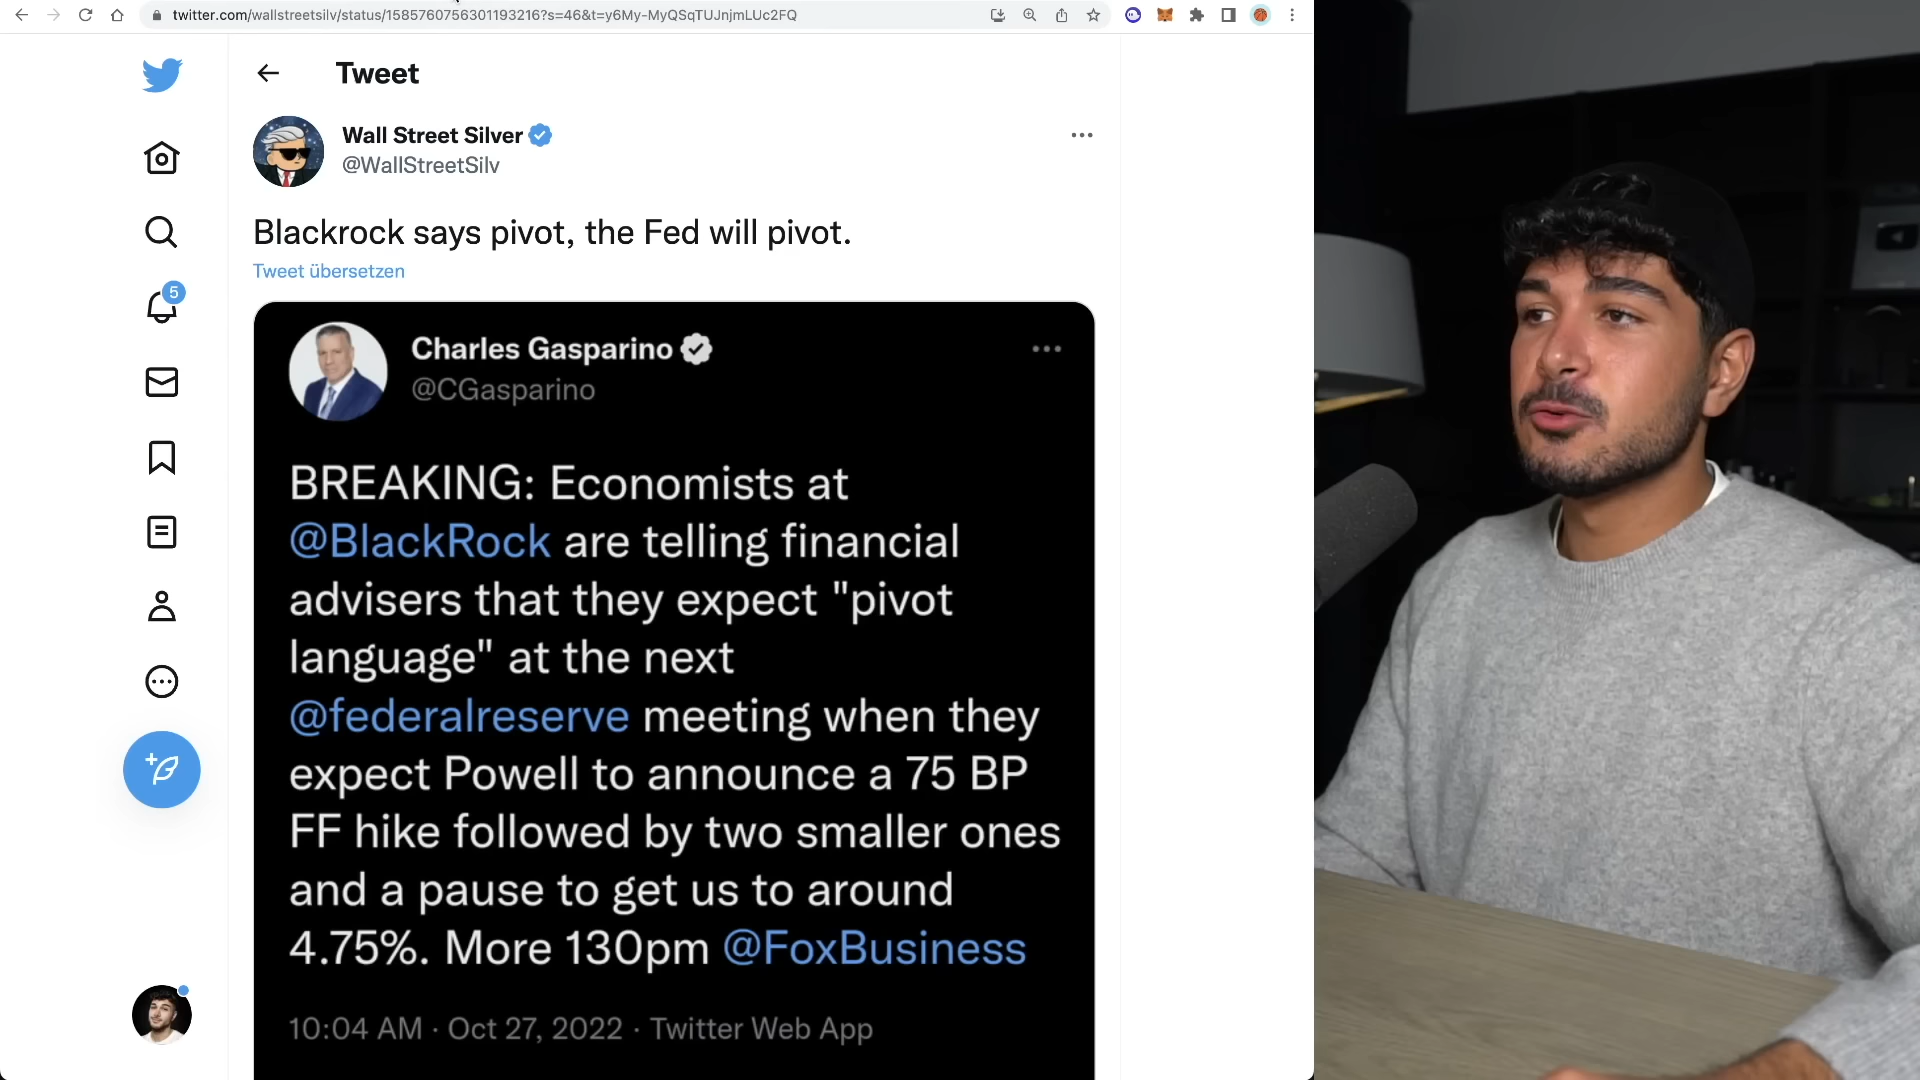 twitter.com/wallstreetsilv/status/1585760756301193216?s=46&t=y6My-MyQSqTUJnjmLUc2FQ
Tweet
Wall Street Silver
@WallStreetSilv
Blackrock says pivot, the Fed will pivot.
Tweet übersetzen
5
Charles Gasparino
@CGasparino
BREAKING: Economists at
@BlackRock are telling financial
advisers that they expect "pivot
language" at the next
@federalreserve meeting when they
expect Powell to announce a 75 BP
FF hike followed by two smaller ones
and a pause to get us to around
4.75%. More 130pm @FoxBusiness
10:04 AM · Oct 27, 2022 · Twitter Web App